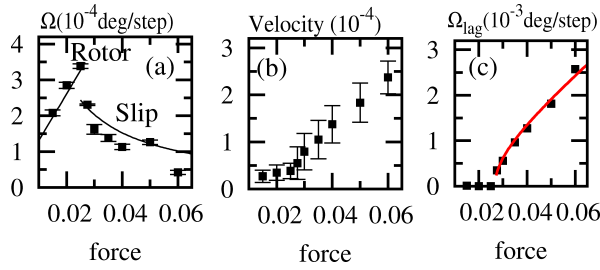 Ω(10⁻⁴deg/step) Velocity (10⁻⁴) Ω_lag(10⁻³deg/step)
4 3 3
Rotor (a) (b) (c)
3
2 2
2 Slip
1 1
1
0 0 0
0.02 0.04 0.06 0.02 0.04 0.06 0.02 0.04 0.06
force force force